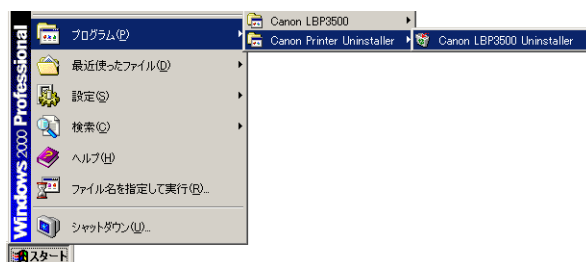 Windows 2000 Professional
プログラム(P)
Canon LBP3500
Canon Printer Uninstaller
Canon LBP3500 Uninstaller
最近使ったファイル(D)
設定(S)
検索(C)
ヘルプ(H)
ファイル名を指定して実行(R)...
シャットダウン(U)...
スタート